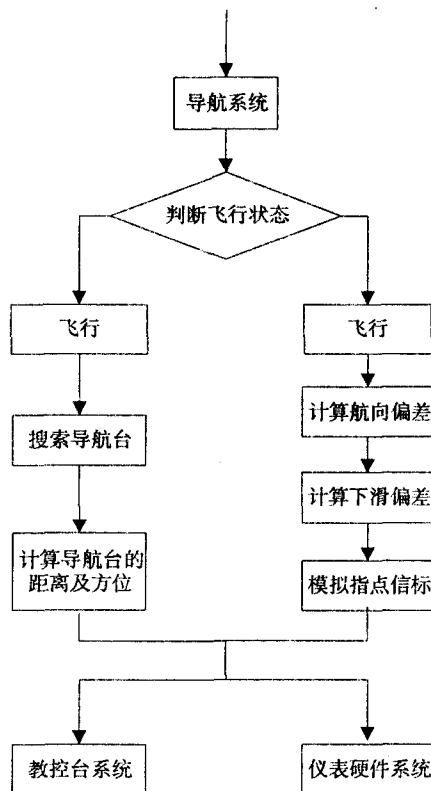 导航系统
判断飞行状态
飞行
飞行
搜索导航台
计算航向偏差
计算下滑偏差
计算导航台的
距离及方位
模拟指点信标
教控台系统
仪表硬件系统